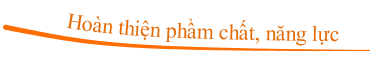 Hoàn thiện phẩm chất, năng lực